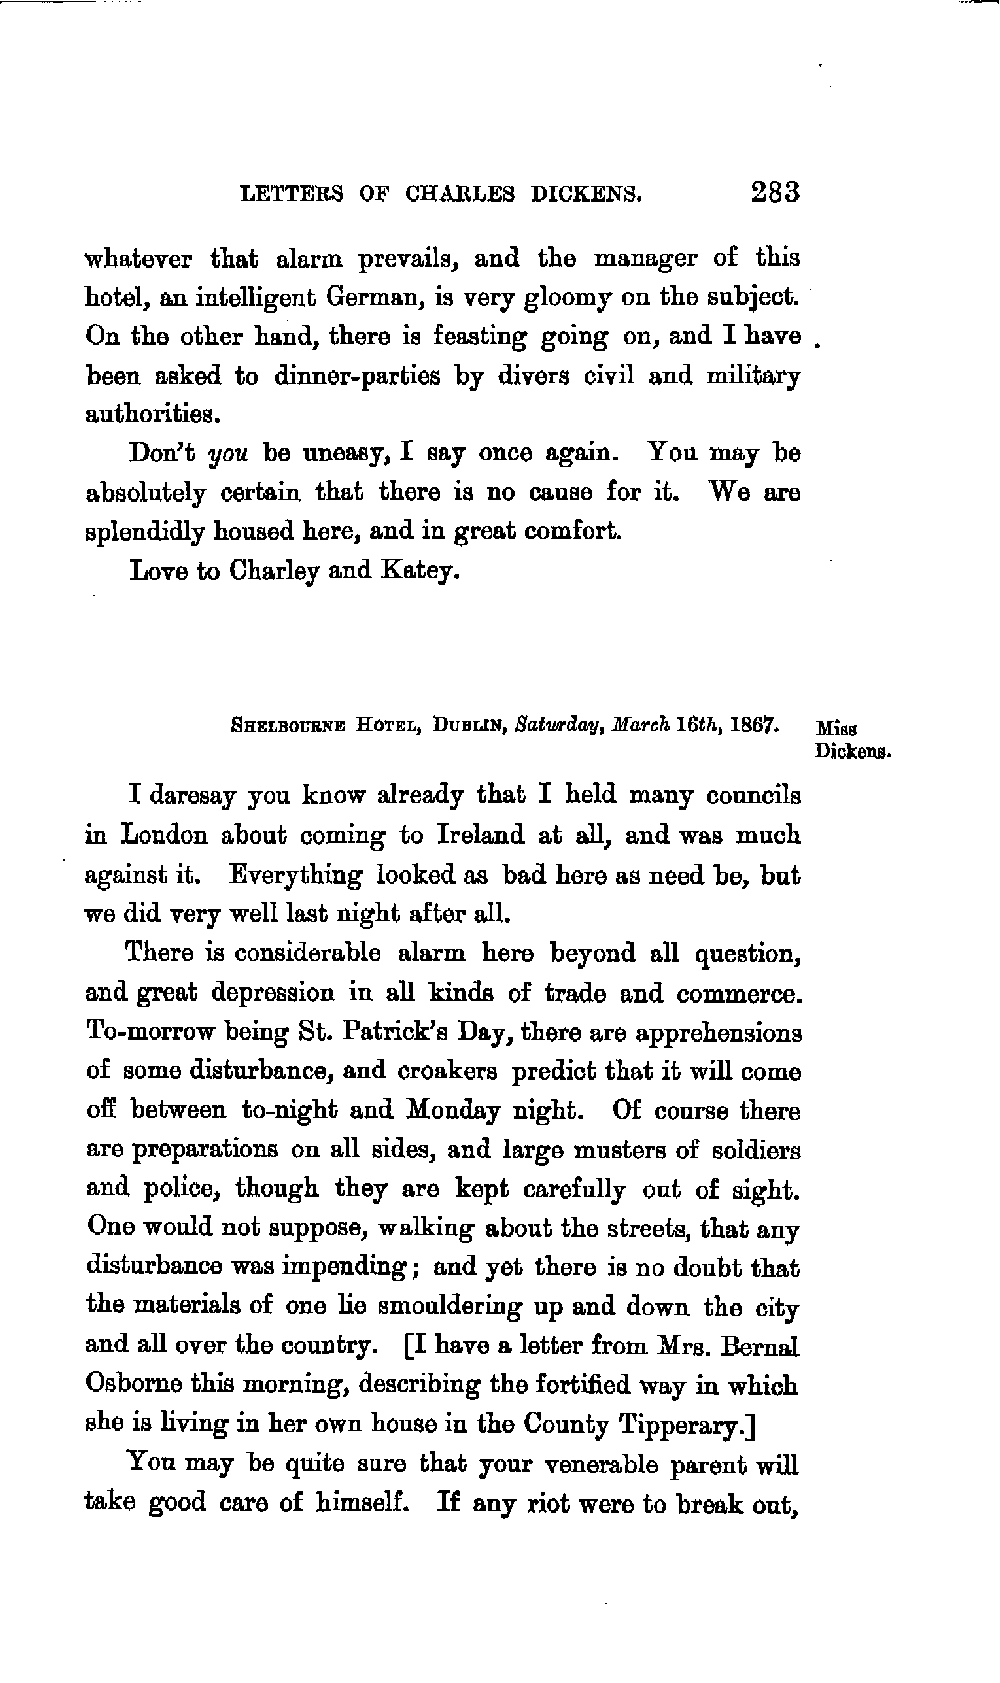 LETTERS OF CHARLES DICKENS. 283
whatever that alarm prevails, and the manager of this
hotel, an intelligent German, is very gloomy on the subject.
On the other hand, there is feasting going on, and I have
been asked to dinner-parties by divers civil and military
authorities.
Don't you be uneasy, I say once again. You may be
absolutely certain that there is no cause for it. We are
splendidly housed here, and in great comfort.
Love to Charley and Katey.
SHELBOURNE HOTEL, DUBLIN, Saturday, March 16th, 1867.
Miss
Dickens.
I daresay you know already that I held many councils
in London about coming to Ireland at all, and was much
against it. Everything looked as bad here as need be, but
we did very well last night after all.
There is considerable alarm here beyond all question,
and great depression in all kinds of trade and commerce.
To-morrow being St. Patrick's Day, there are apprehensions
of some disturbance, and croakers predict that it will come
off between to-night and Monday night. Of course there
are preparations on all sides, and large musters of soldiers
and police, though they are kept carefully out of sight.
One would not suppose, walking about the streets, that any
disturbance was impending; and yet there is no doubt that
the materials of one lie smouldering up and down the city
and all over the country. [I have a letter from Mrs. Bernal
Osborne this morning, describing the fortified way in which
she is living in her own house in the County Tipperary.]
You may be quite sure that your venerable parent will
take good care of himself. If any riot were to break out,